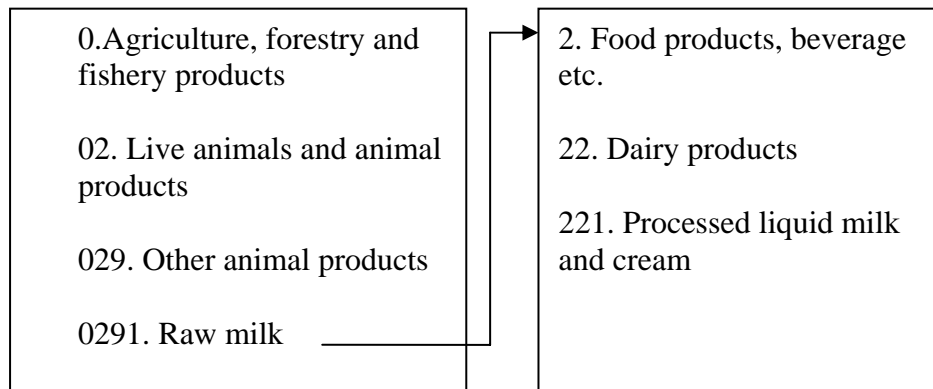 0.Agriculture, forestry and
fishery products
02. Live animals and animal
products
029. Other animal products
0291. Raw milk
2. Food products, beverage
etc.
22. Dairy products
221. Processed liquid milk
and cream